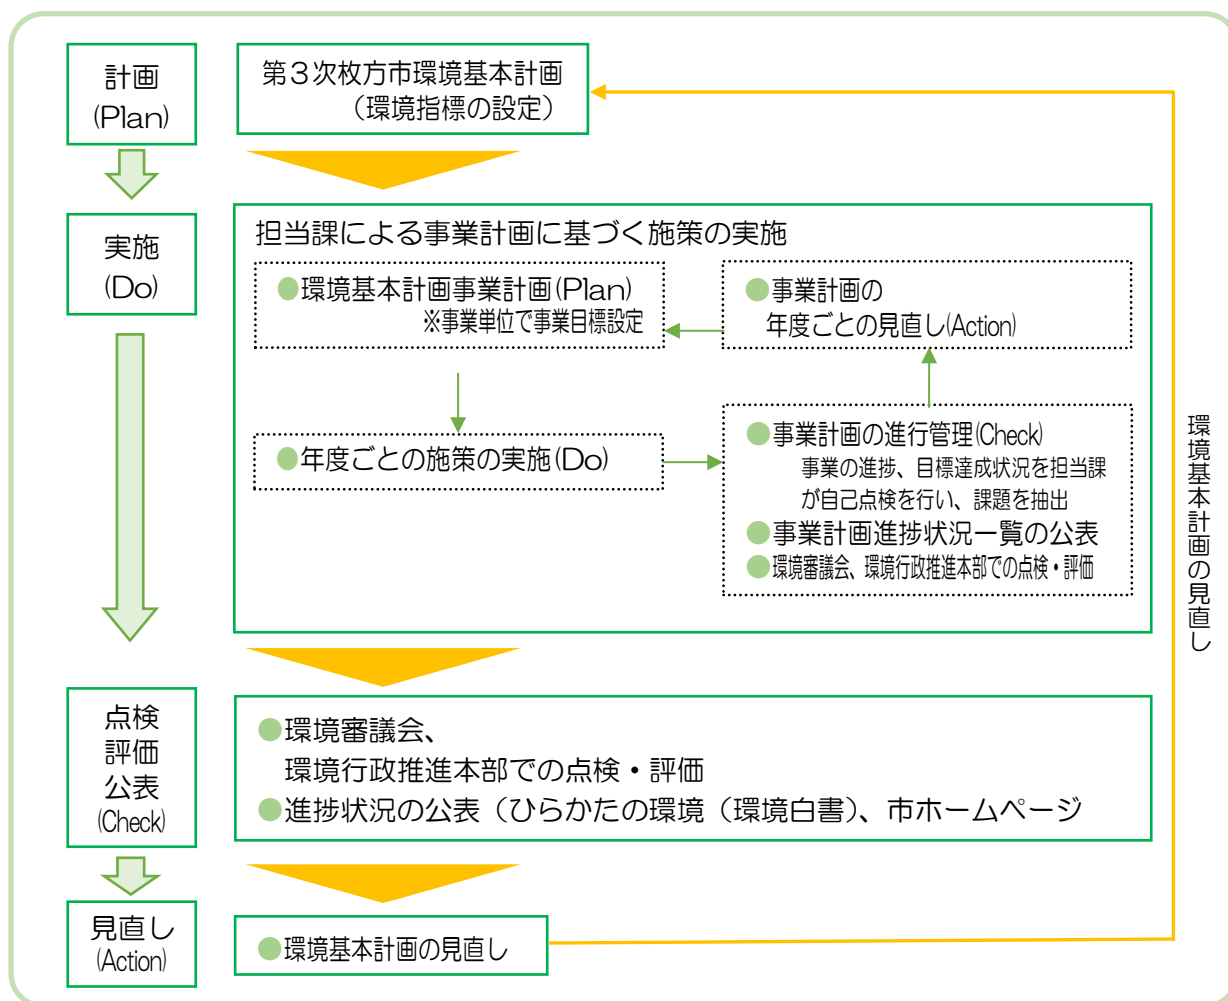 計画
(Plan)
第３次枚方市環境基本計画
（環境指標の設定）
実施
(Do)
担当課による事業計画に基づく施策の実施
●環境基本計画事業計画(Plan)
※事業単位で事業目標設定
●事業計画の
年度ごとの見直し(Action)
●年度ごとの施策の実施(Do)
●事業計画の進行管理(Check)
事業の進捗、目標達成状況を担当課
が自己点検を行い、課題を抽出
●事業計画進捗状況一覧の公表
●環境審議会、環境行政推進本部での点検・評価
環境基本計画の見直し
点検
評価
公表
(Check)
●環境審議会、
環境行政推進本部での点検・評価
●進捗状況の公表（ひらかたの環境（環境白書）、市ホームページ
見直し
(Action)
●環境基本計画の見直し